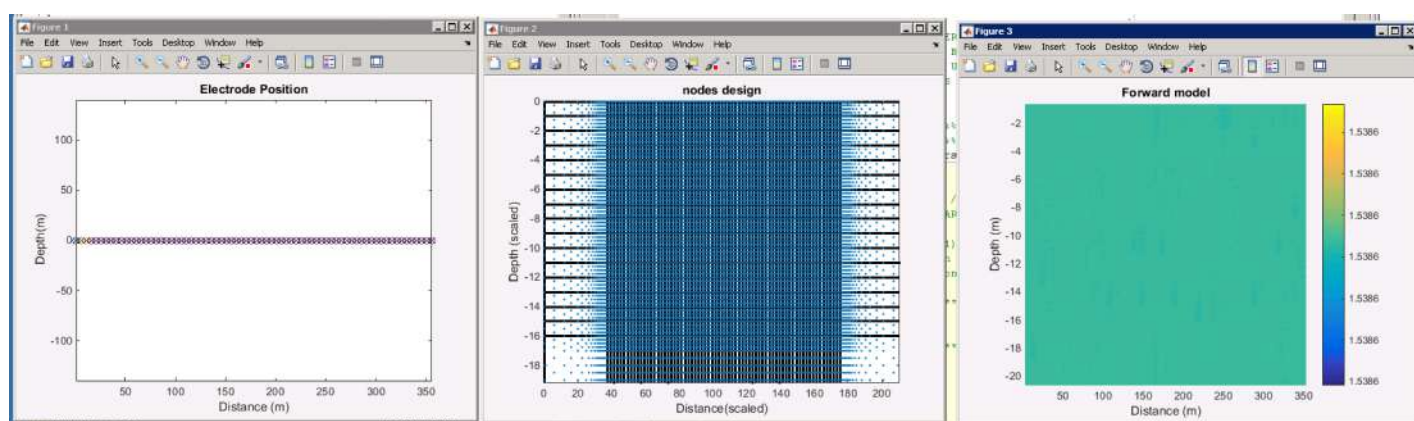 Figure 1
File Edit View Insert Tools Desktop Window Help
Electrode Position
100
50
0
-50
-100
Depth(m)
50 100 150 200 250 300 350
Distance (m)
Figure 2
File Edit View Insert Tools Desktop Window Help
nodes design
0
-2
-4
-6
-8
-10
-12
-14
-16
-18
Depth (scaled)
0 20 40 60 80 100 120 140 160 180 200
Distance(scaled)
Figure 3
File Edit View Insert Tools Desktop Window Help
Forward model
-2
-4
-6
-8
-10
-12
-14
-16
-18
-20
Depth (m)
50 100 150 200 250 300 350
Distance (m)
1.5386
1.5386
1.5386
1.5386
1.5386
1.5386
1.5386